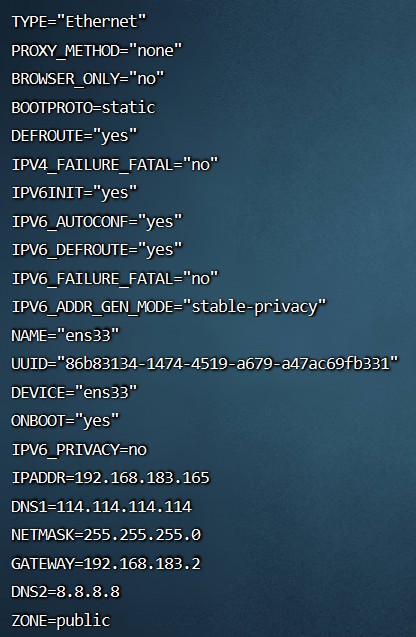 TYPE="Ethernet"
PROXY_METHOD="none"
BROWSER_ONLY="no"
BOOTPROTO=static
DEFROUTE="yes"
IPV4_FAILURE_FATAL="no"
IPV6INIT="yes"
IPV6_AUTOCONF="yes"
IPV6_DEFROUTE="yes"
IPV6_FAILURE_FATAL="no"
IPV6_ADDR_GEN_MODE="stable-privacy"
NAME="ens33"
UUID="86b83134-1474-4519-a679-a47ac69fb331"
DEVICE="ens33"
ONBOOT="yes"
IPV6_PRIVACY=no
IPADDR=192.168.183.165
DNS1=114.114.114.114
NETMASK=255.255.255.0
GATEWAY=192.168.183.2
DNS2=8.8.8.8
ZONE=public